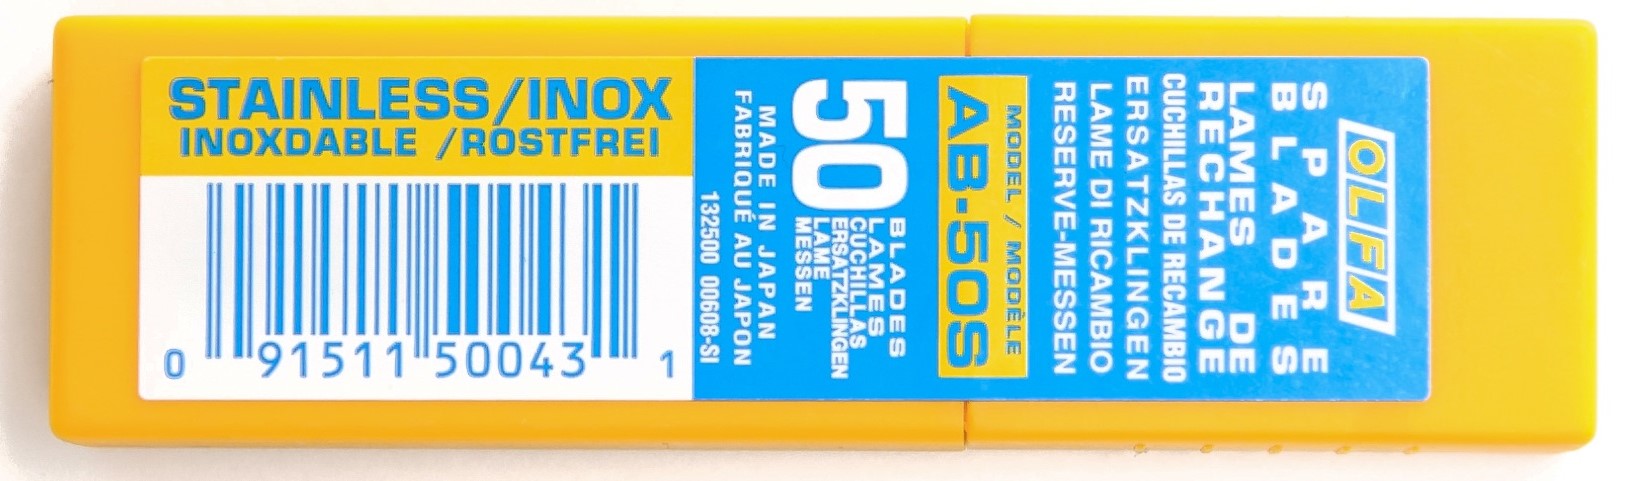 STAINLESS/INOX
INOXDABLE /ROSTFREI
0 91511 50043 1
OLFA
SPARE
BLADES
LAMES DE
RECHANGE
CUCHILLAS DE RECAMBIO
ERSATZKLINGEN
LAME DI RICAMBIO
RESERVE-MESSEN
MODEL / MODÈLE
AB-50S
50
BLADES
LAMES
CUCHILLAS
ERSATZKLINGEN
LAME
MESSEN
MADE IN JAPAN
FABRIQUÉ AU JAPON
132500 00608-SI